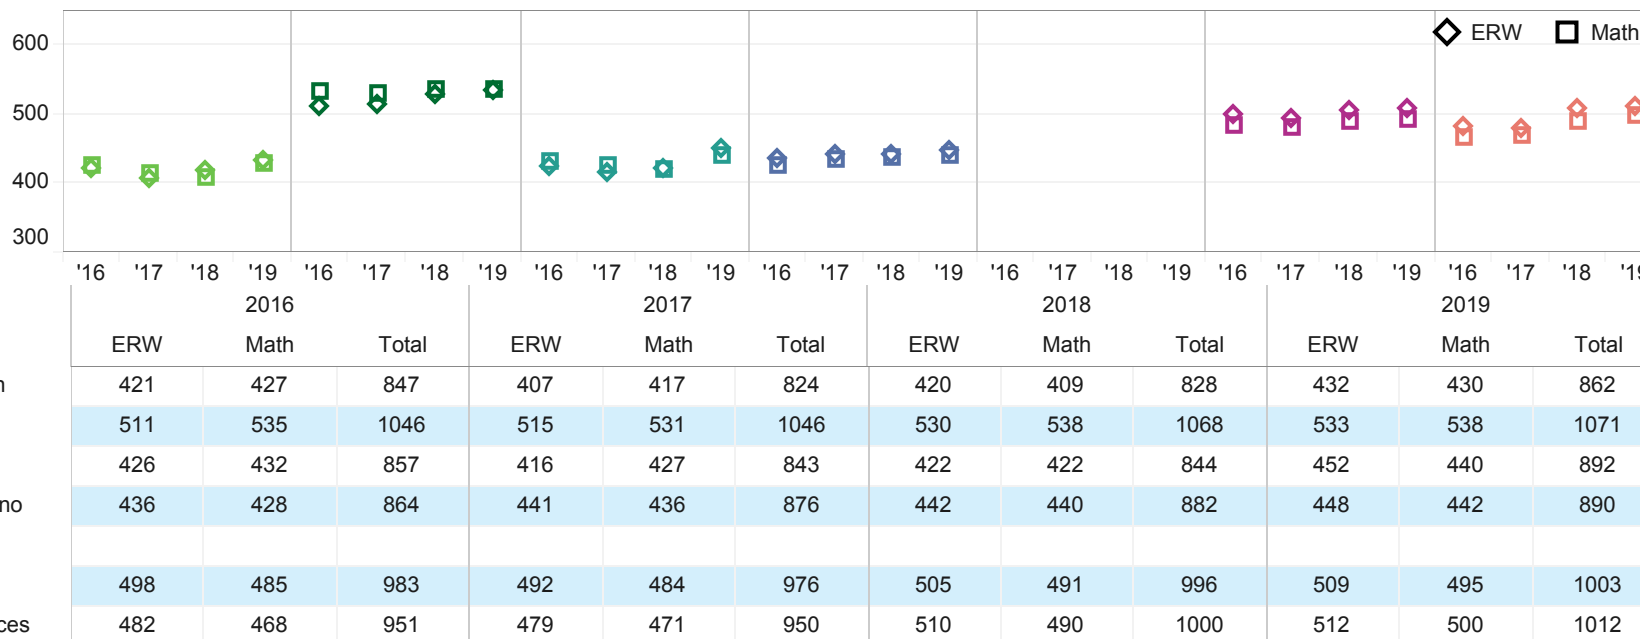 ERW Math
600
500
400
300
'16 '17 '18 '19 '16 '17 '18 '19 '16 '17 '18 '19 '16 '17 '18 '19 '16 '17 '18 '19 '16 '17 '18 '19 '16 '17 '18 '19
2016 2017 2018 2019
ERW Math Total ERW Math Total ERW Math Total ERW Math Total
n 421 427 847 407 417 824 420 409 828 432 430 862
511 535 1046 515 531 1046 530 538 1068 533 538 1071
426 432 857 416 427 843 422 422 844 452 440 892
no 436 428 864 441 436 876 442 440 882 448 442 890
498 485 983 492 484 976 505 491 996 509 495 1003
ces 482 468 951 479 471 950 510 490 1000 512 500 1012